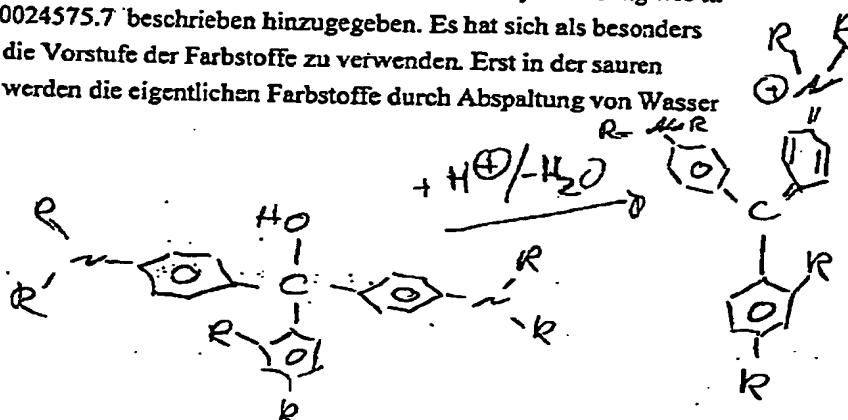 0024575.7 beschrieben hinzugegeben. Es hat sich als besonders
die Vorstufe der Farbstoffe zu verwenden. Erst in der sauren
werden die eigentlichen Farbstoffe durch Abspaltung von Wasser
R R
⊕ N
R- N-R
+ H⊕/-H2O
C
R
R
R
N
R
HO
C
N
R
R
R
R